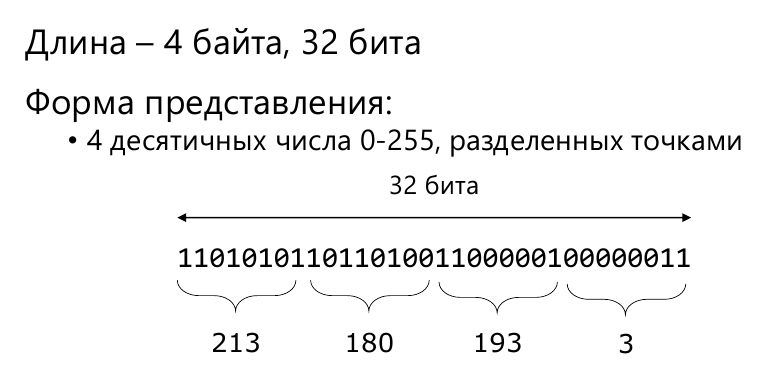 Длина – 4 байта, 32 бита
Форма представления:
• 4 десятичных числа 0-255, разделенных точками
32 бита
11010101101101001100000100000011
213 180 193 3